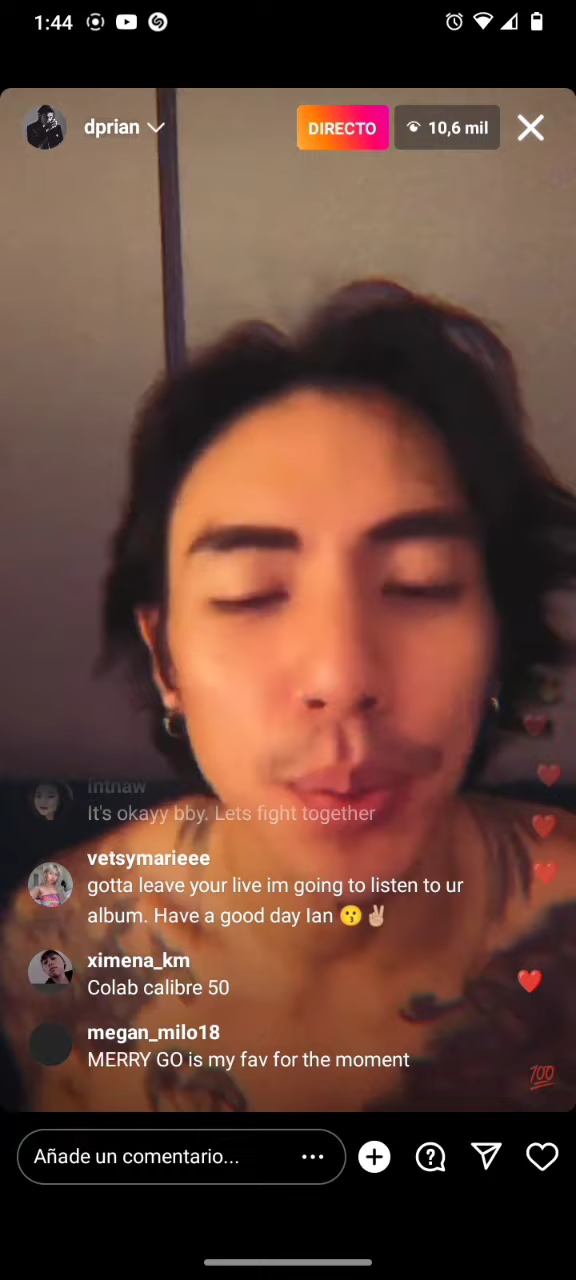 1:44
dprian
DIRECTO
10,6 mil
intnaw
It's okayy bby. Lets fight together
vetsymarieee
gotta leave your live im going to listen to ur
album. Have a good day Ian 😗✌🏼
ximena_km
Colab calibre 50
megan_milo18
MERRY GO is my fav for the moment
💯
Añade un comentario...